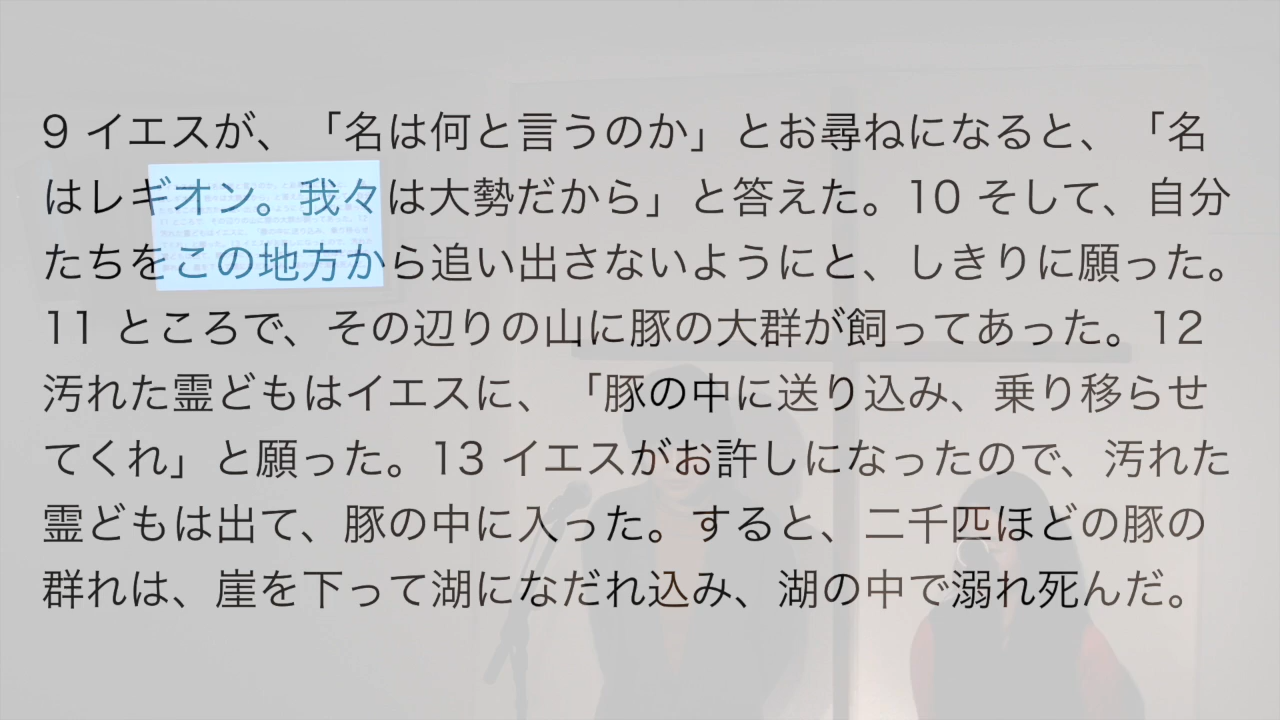 9 イエスが、「名は何と言うのか」とお尋ねになると、「名
はレギオン。我々は大勢だから」と答えた。10 そして、自分
たちをこの地方から追い出さないようにと、しきりに願った。
11 ところで、その辺りの山に豚の大群が飼ってあった。12
汚れた霊どもはイエスに、「豚の中に送り込み、乗り移らせ
てくれ」と願った。13 イエスがお許しになったので、汚れた
霊どもは出て、豚の中に入った。すると、二千匹ほどの豚の
群れは、崖を下って湖になだれ込み、湖の中で溺れ死んだ。